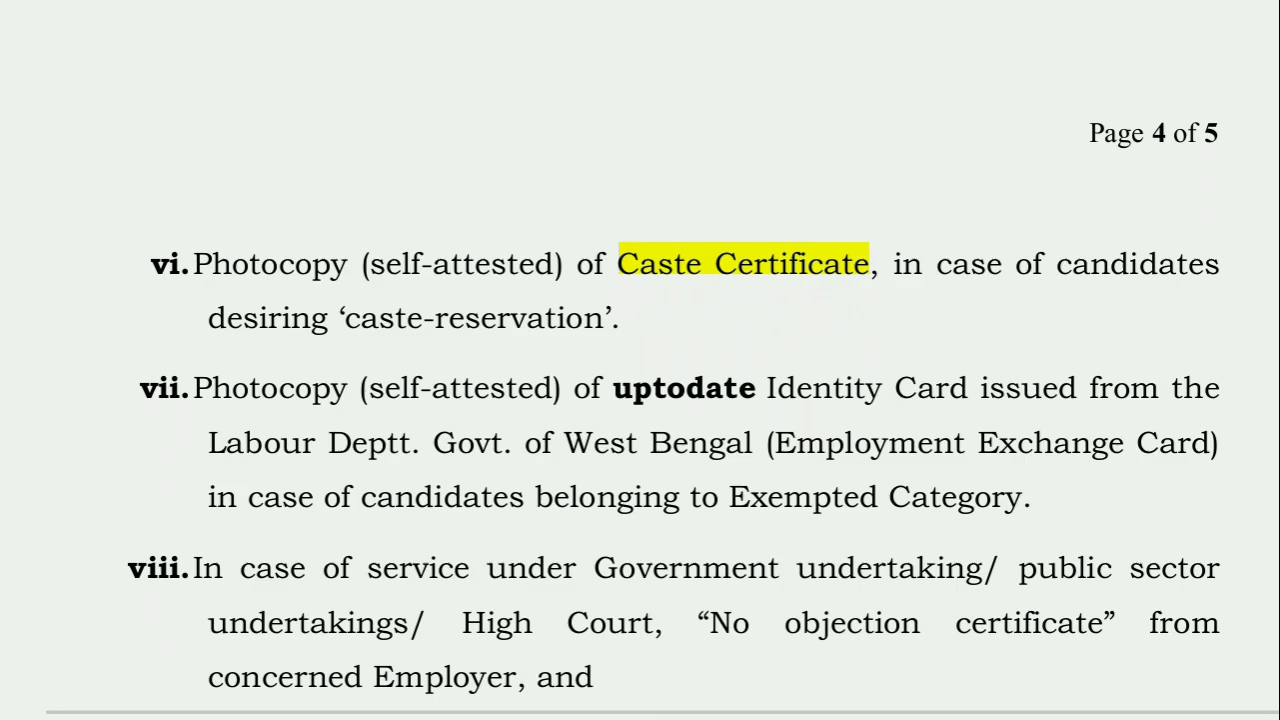 Page 4 of 5
vi. Photocopy (self-attested) of Caste Certificate, in case of candidates
desiring ‘caste-reservation’.
vii. Photocopy (self-attested) of uptodate Identity Card issued from the
Labour Deptt. Govt. of West Bengal (Employment Exchange Card)
in case of candidates belonging to Exempted Category.
viii. In case of service under Government undertaking/ public sector
undertakings/ High Court, “No objection certificate” from
concerned Employer, and